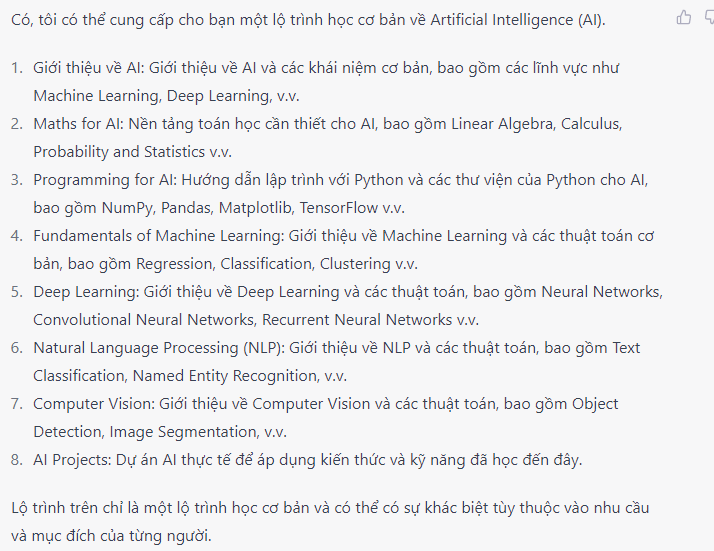 Có, tôi có thể cung cấp cho bạn một lộ trình học cơ bản về Artificial Intelligence (AI).
1. Giới thiệu về AI: Giới thiệu về AI và các khái niệm cơ bản, bao gồm các lĩnh vực như
Machine Learning, Deep Learning, v.v.
2. Maths for AI: Nền tảng toán học cần thiết cho AI, bao gồm Linear Algebra, Calculus,
Probability and Statistics v.v.
3. Programming for AI: Hướng dẫn lập trình với Python và các thư viện của Python cho AI,
bao gồm NumPy, Pandas, Matplotlib, TensorFlow v.v.
4. Fundamentals of Machine Learning: Giới thiệu về Machine Learning và các thuật toán cơ
bản, bao gồm Regression, Classification, Clustering v.v.
5. Deep Learning: Giới thiệu về Deep Learning và các thuật toán, bao gồm Neural Networks,
Convolutional Neural Networks, Recurrent Neural Networks v.v.
6. Natural Language Processing (NLP): Giới thiệu về NLP và các thuật toán, bao gồm Text
Classification, Named Entity Recognition, v.v.
7. Computer Vision: Giới thiệu về Computer Vision và các thuật toán, bao gồm Object
Detection, Image Segmentation, v.v.
8. AI Projects: Dự án AI thực tế để áp dụng kiến thức và kỹ năng đã học đến đây.
Lộ trình trên chỉ là một lộ trình học cơ bản và có thể có sự khác biệt tùy thuộc vào nhu cầu
và mục đích của từng người.